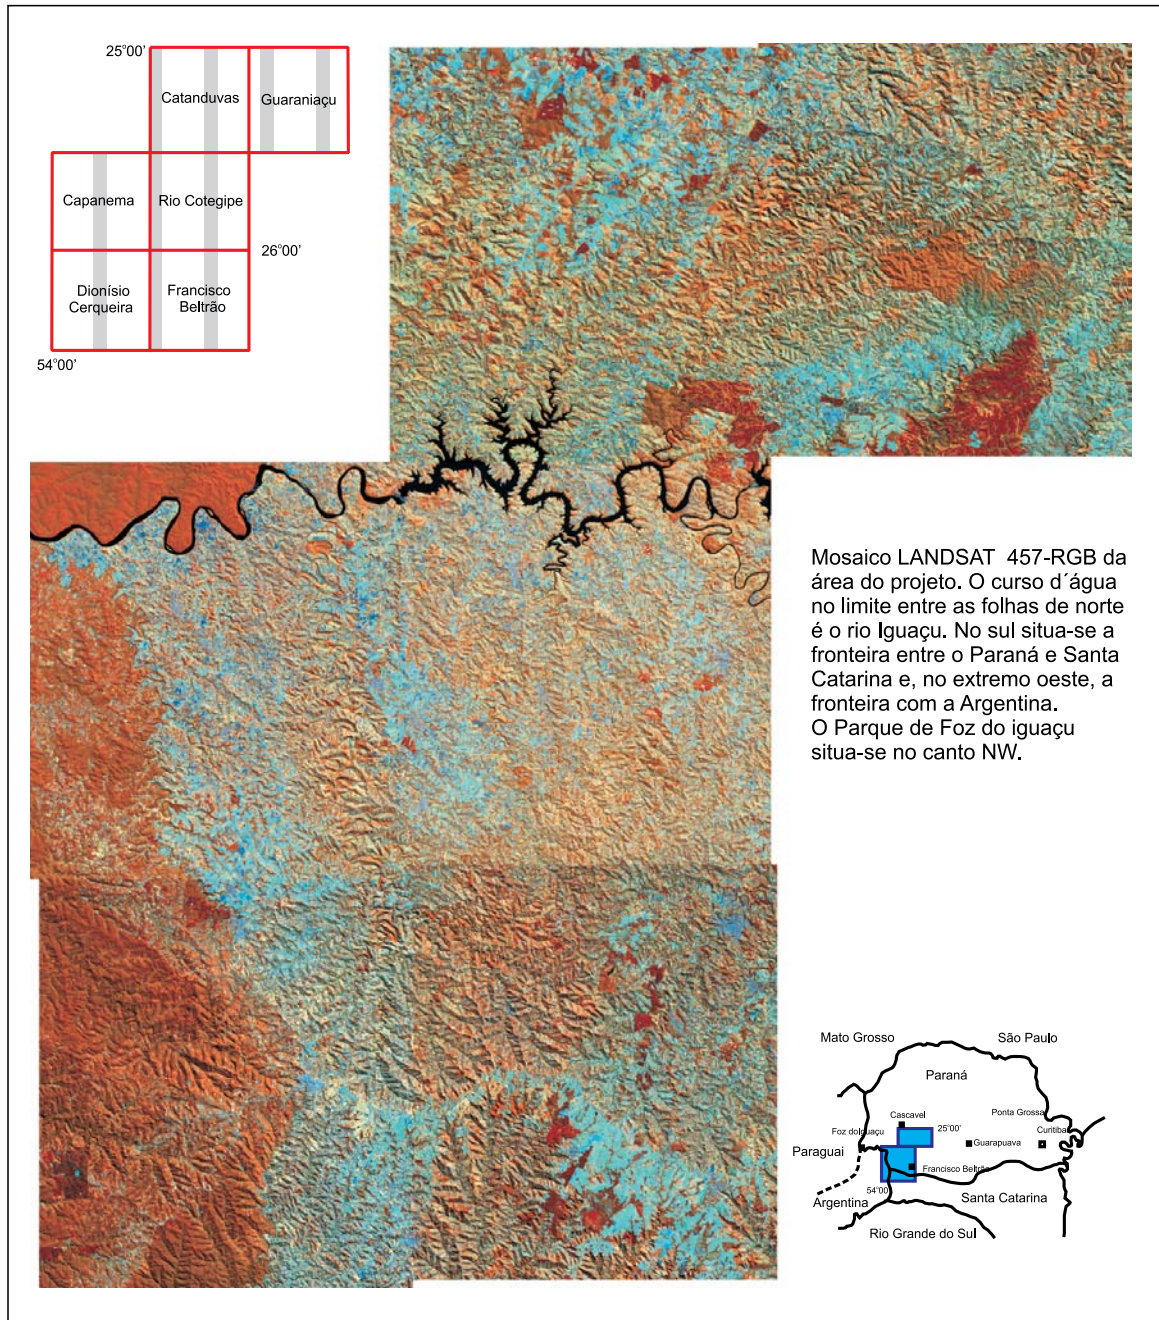 25°00'
Catanduvas
Guaraniaçu
Capanema
Rio Cotegipe
26°00'
Dionísio
Cerqueira
Francisco
Beltrão
54°00'
Mosaico LANDSAT 457-RGB da
área do projeto. O curso d´água
no limite entre as folhas de norte
é o rio Iguaçu. No sul situa-se a
fronteira entre o Paraná e Santa
Catarina e, no extremo oeste, a
fronteira com a Argentina.
O Parque de Foz do iguaçu
situa-se no canto NW.
Mato Grosso
São Paulo
Paraná
Cascavel
Ponta Grossa
25°00'
Foz doIguaçu
Curitiba
Guarapuava
Paraguai
Francisco Beltrão
54°00'
Argentina
Santa Catarina
Rio Grande do Sul